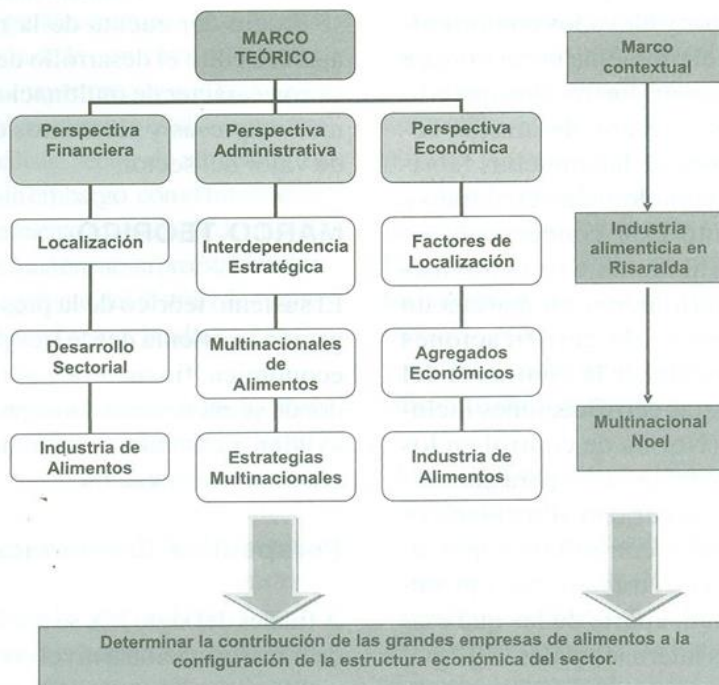 MARCO
TEÓRICO
Perspectiva
Financiera
Localización
Desarrollo
Sectorial
Industria de
Alimentos
Perspectiva
Administrativa
Interdependencia
Estratégica
Multinacionales
de
Alimentos
Estrategias
Multinacionales
Perspectiva
Económica
Factores de
Localización
Agregados
Económicos
Industria de
Alimentos
Marco
contextual
Industria
alimenticia en
Risaralda
Multinacional
Noel
Determinar la contribución de las grandes empresas de alimentos a la
configuración de la estructura económica del sector.